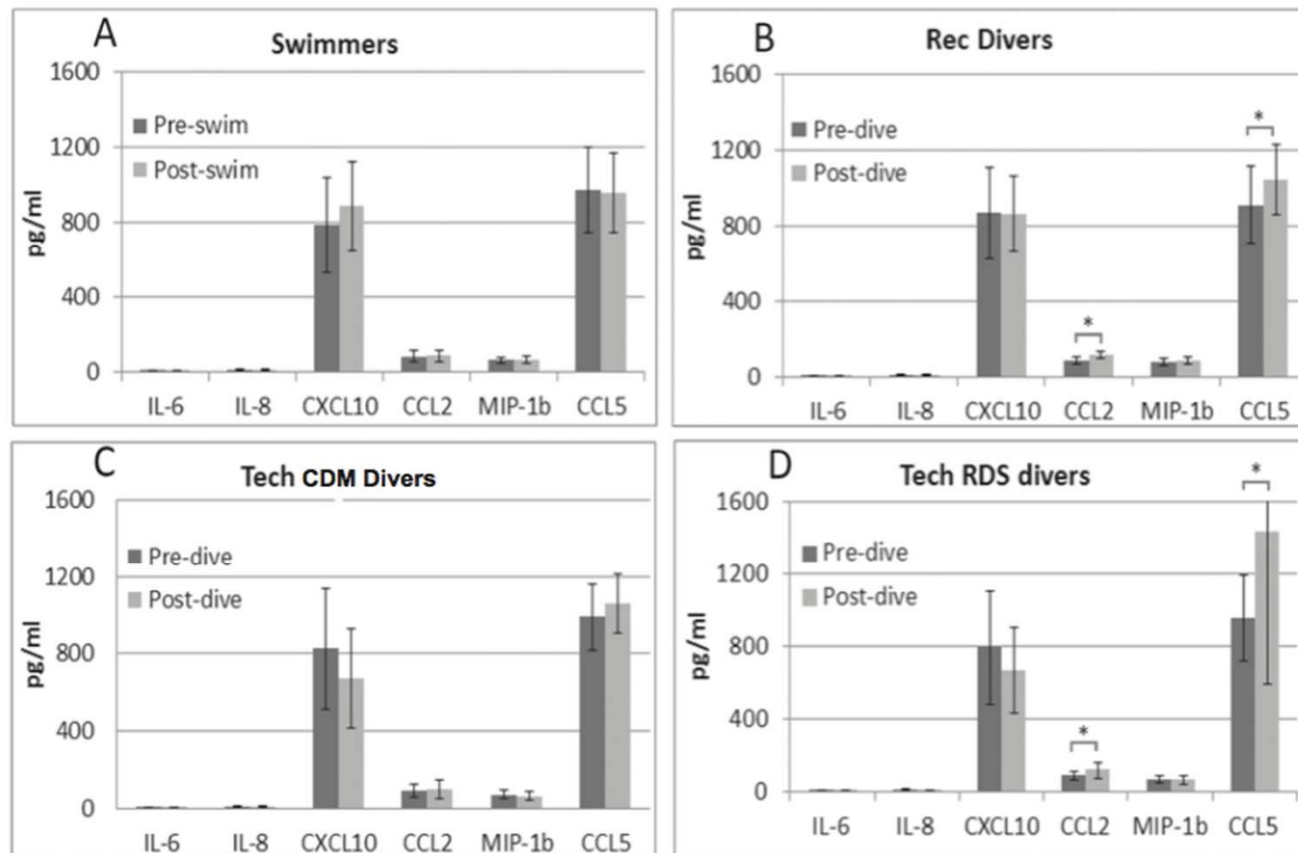 A
Swimmers
1600
1200
800
400
0
pg/ml
Pre-swim
Post-swim
IL-6 IL-8 CXCL10 CCL2 MIP-1b CCL5
B
Rec Divers
1600
1200
800
400
0
pg/ml
Pre-dive
Post-dive
*
*
IL-6 IL-8 CXCL10 CCL2 MIP-1b CCL5
C
Tech CDM Divers
1600
1200
800
400
0
pg/ml
Pre-dive
Post-dive
IL-6 IL-8 CXCL10 CCL2 MIP-1b CCL5
D
Tech RDS divers
1600
1200
800
400
0
pg/ml
Pre-dive
Post-dive
*
*
IL-6 IL-8 CXCL10 CCL2 MIP-1b CCL5